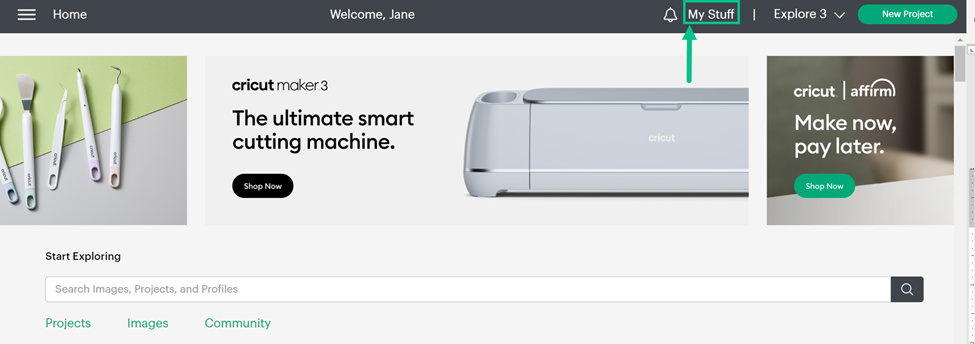 Home
Welcome, Jane
My Stuff
|
Explore 3
New Project
cricut maker 3
The ultimate smart
cutting machine.
Shop Now
cricut
cricut | affirm
Make now,
pay later.
Shop Now
Start Exploring
Search Images, Projects, and Profiles
Projects
Images
Community